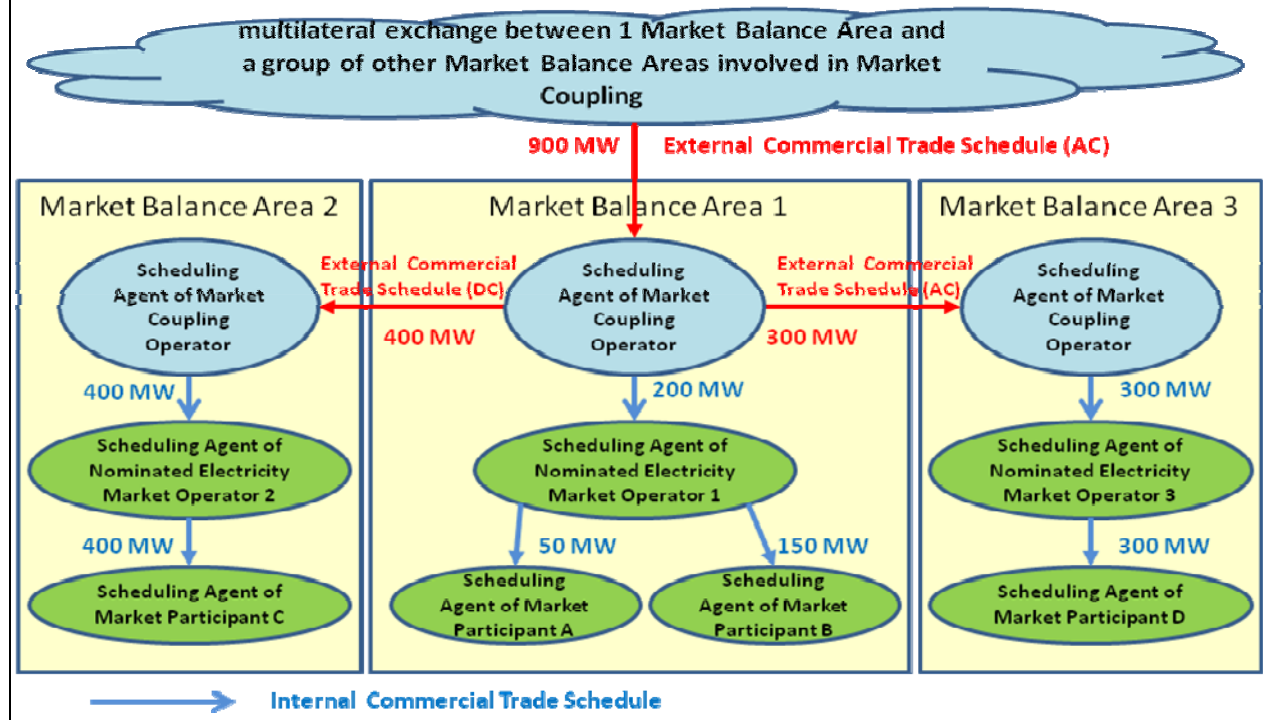 multilateral exchange between 1 Market Balance Area and
a group of other Market Balance Areas involved in Market
Coupling
900 MW
External Commercial Trade Schedule (AC)
Market Balance Area 2
Scheduling
Agent of Market
Coupling
Operator
400 MW
Scheduling Agent of
Nominated Electricity
Market Operator 2
400 MW
Scheduling Agent of
Market Participant C
External Commercial
Trade Schedule (DC)
400 MW
Market Balance Area 1
Scheduling
Agent of Market
Coupling
Operator
200 MW
Scheduling Agent of
Nominated Electricity
Market Operator 1
50 MW
150 MW
Scheduling
Agent of Market
Participant A
Scheduling
Agent of Market
Participant B
External Commercial
Trade Schedule (AC)
300 MW
Market Balance Area 3
Scheduling
Agent of Market
Coupling
Operator
300 MW
Scheduling Agent of
Nominated Electricity
Market Operator 3
300 MW
Scheduling Agent of
Market Participant D
Internal Commercial Trade Schedule